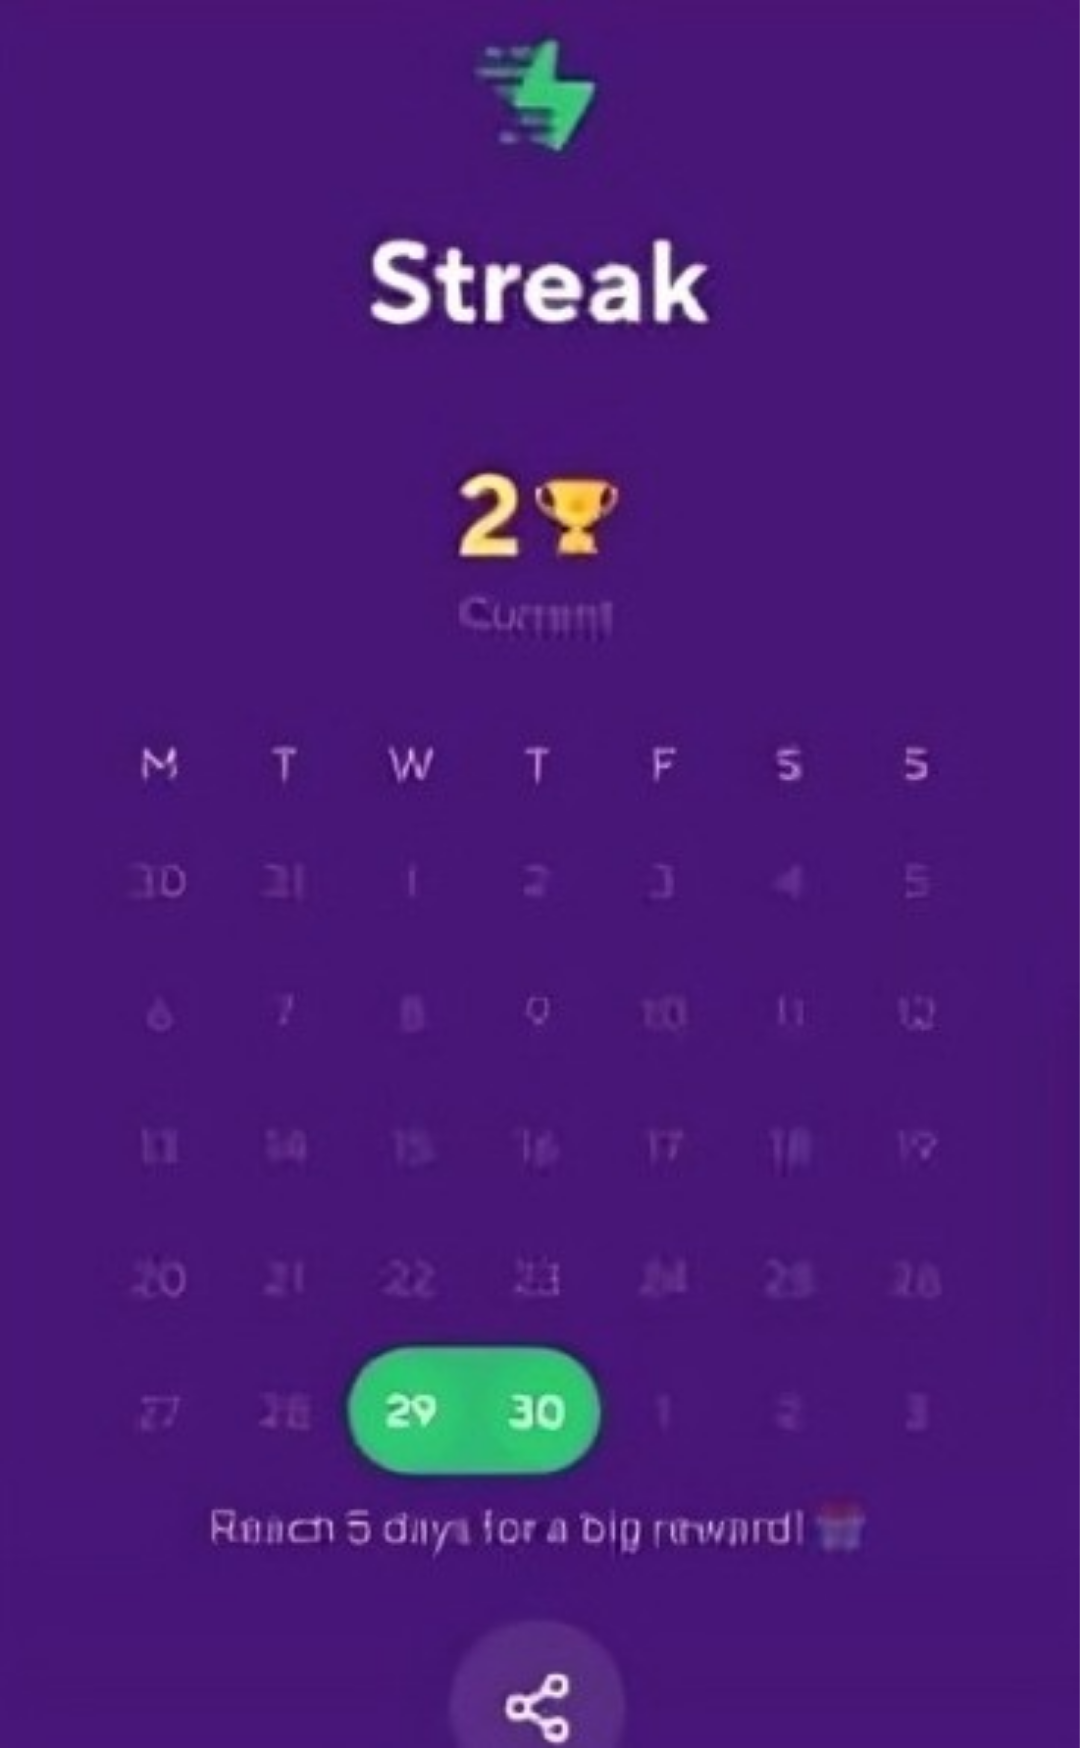 Streak
2
Current
M T W T F S S
30 31 1 2 3 4 5
6 7 8 9 10 11 12
13 14 15 16 17 18 19
20 21 22 23 24 25 26
27 28 29 30 1 2 3
Reach 5 days for a big reward!